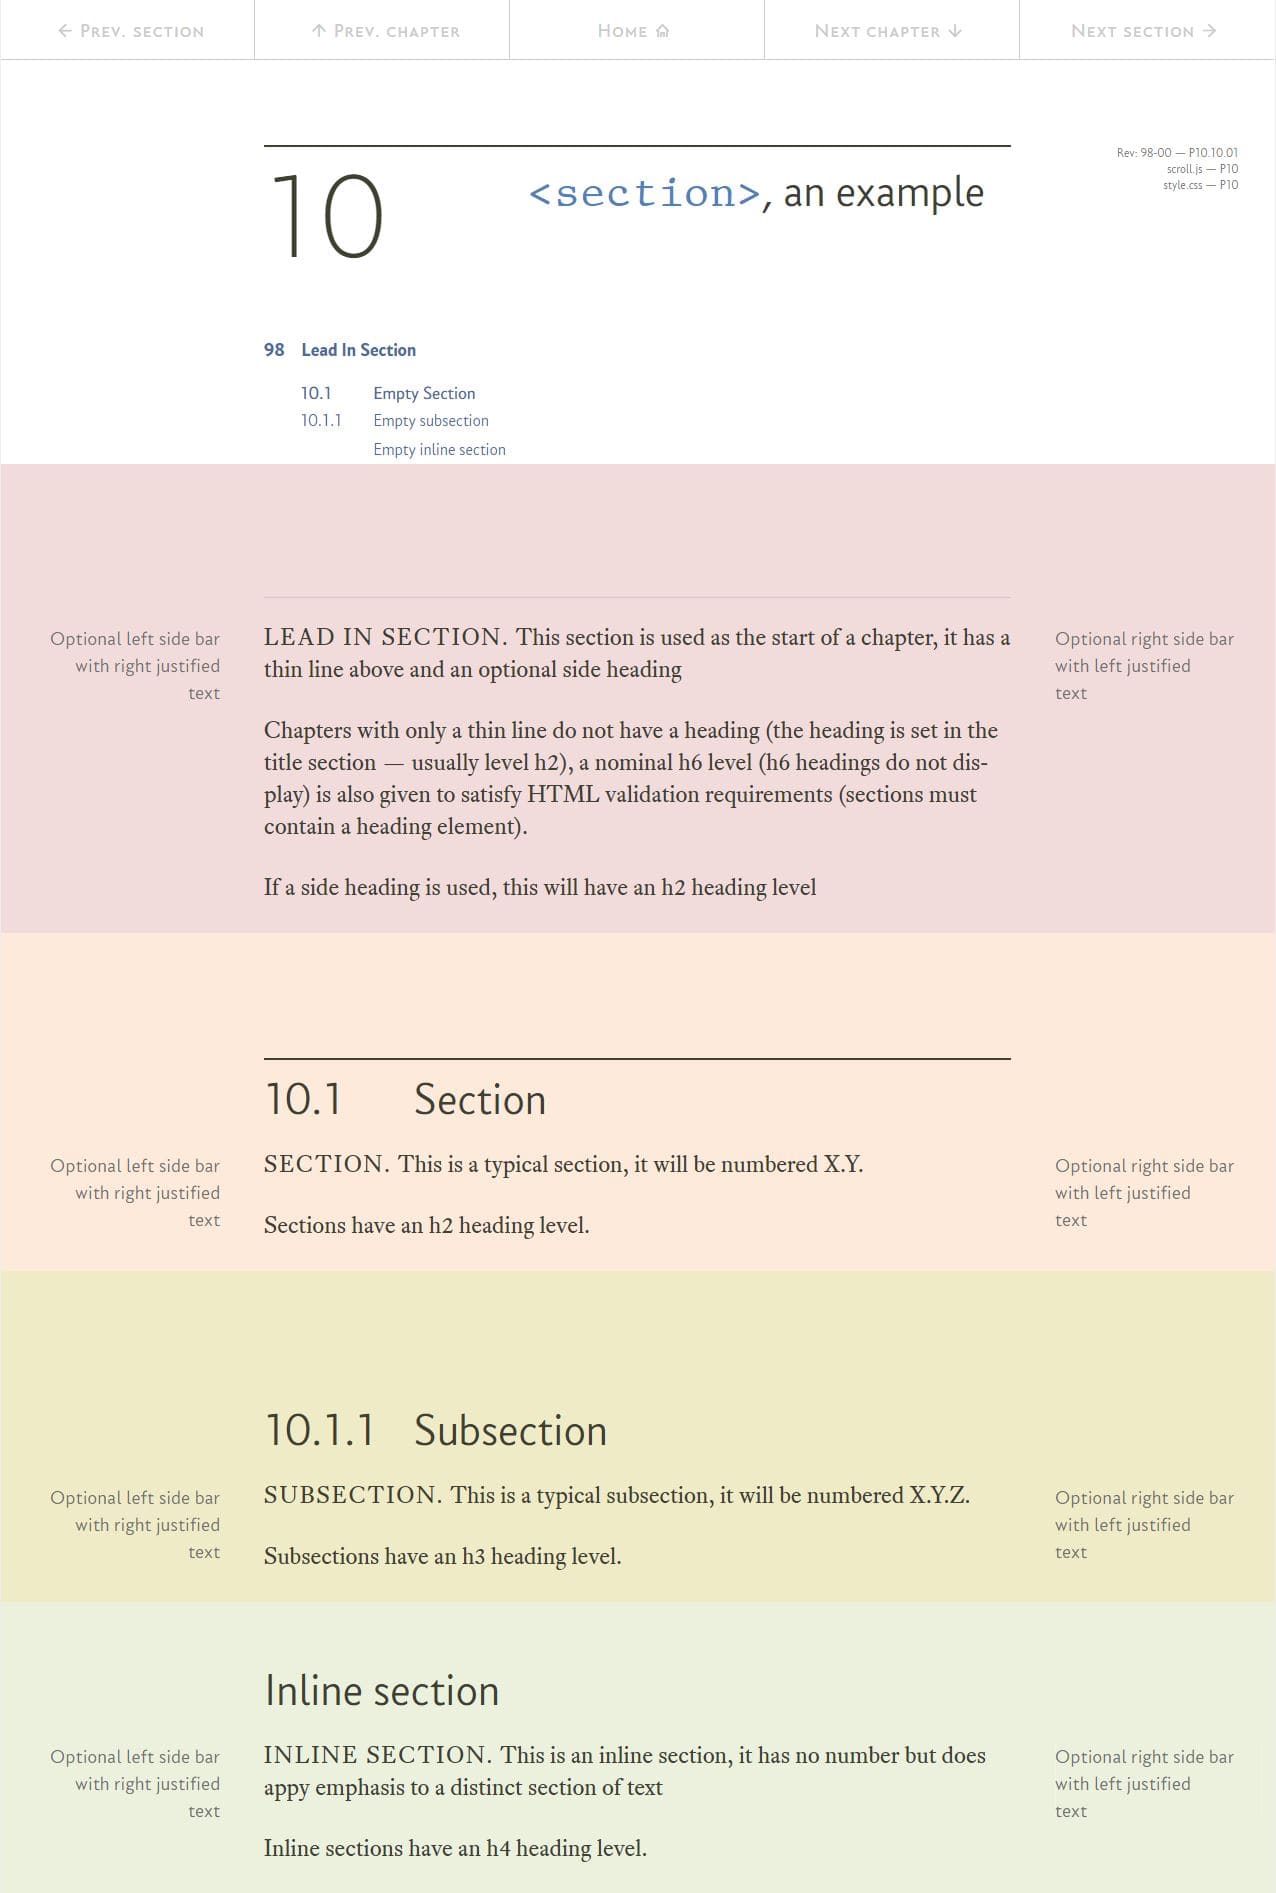 ← Prev. section
↑ Prev. chapter
Home
Next chapter ↓
Next section →
Rev: 98-00 — P10.10.01
scroll.js — P10
style.css — P10
10
<section>, an example
98 Lead In Section
10.1 Empty Section
10.1.1 Empty subsection
Empty inline section
Optional left side bar
with right justified
text
LEAD IN SECTION. This section is used as the start of a chapter, it has a
thin line above and an optional side heading
Chapters with only a thin line do not have a heading (the heading is set in the
title section — usually level h2), a nominal h6 level (h6 headings do not dis-
play) is also given to satisfy HTML validation requirements (sections must
contain a heading element).
If a side heading is used, this will have an h2 heading level
Optional right side bar
with left justified
text
10.1 Section
Optional left side bar
with right justified
text
SECTION. This is a typical section, it will be numbered X.Y.
Sections have an h2 heading level.
Optional right side bar
with left justified
text
10.1.1 Subsection
Optional left side bar
with right justified
text
SUBSECTION. This is a typical subsection, it will be numbered X.Y.Z.
Subsections have an h3 heading level.
Optional right side bar
with left justified
text
Inline section
Optional left side bar
with right justified
text
INLINE SECTION. This is an inline section, it has no number but does
appy emphasis to a distinct section of text
Inline sections have an h4 heading level.
Optional right side bar
with left justified
text